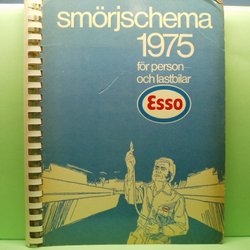 smörjschema
1975
för person-
och lastbilar
Esso